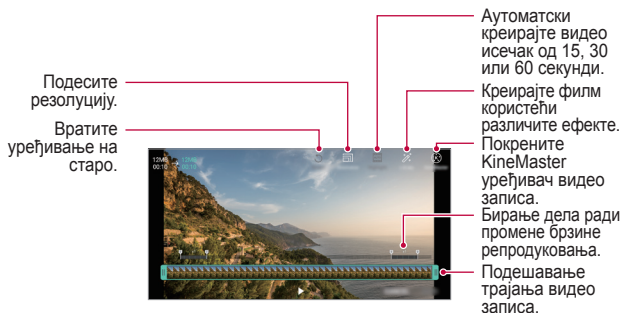 Подесите
резолуцију.
Вратите
уређивање на
старо.
Аутоматски
креирајте видео
исечак од 15, 30
или 60 секунди.
Креирајте филм
користећи
различите ефекте.
Покрените
KineMaster
уређивач видео
записа.
Бирање дела ради
промене брзине
репродуковања.
Подешавање
трајања видео
записа.